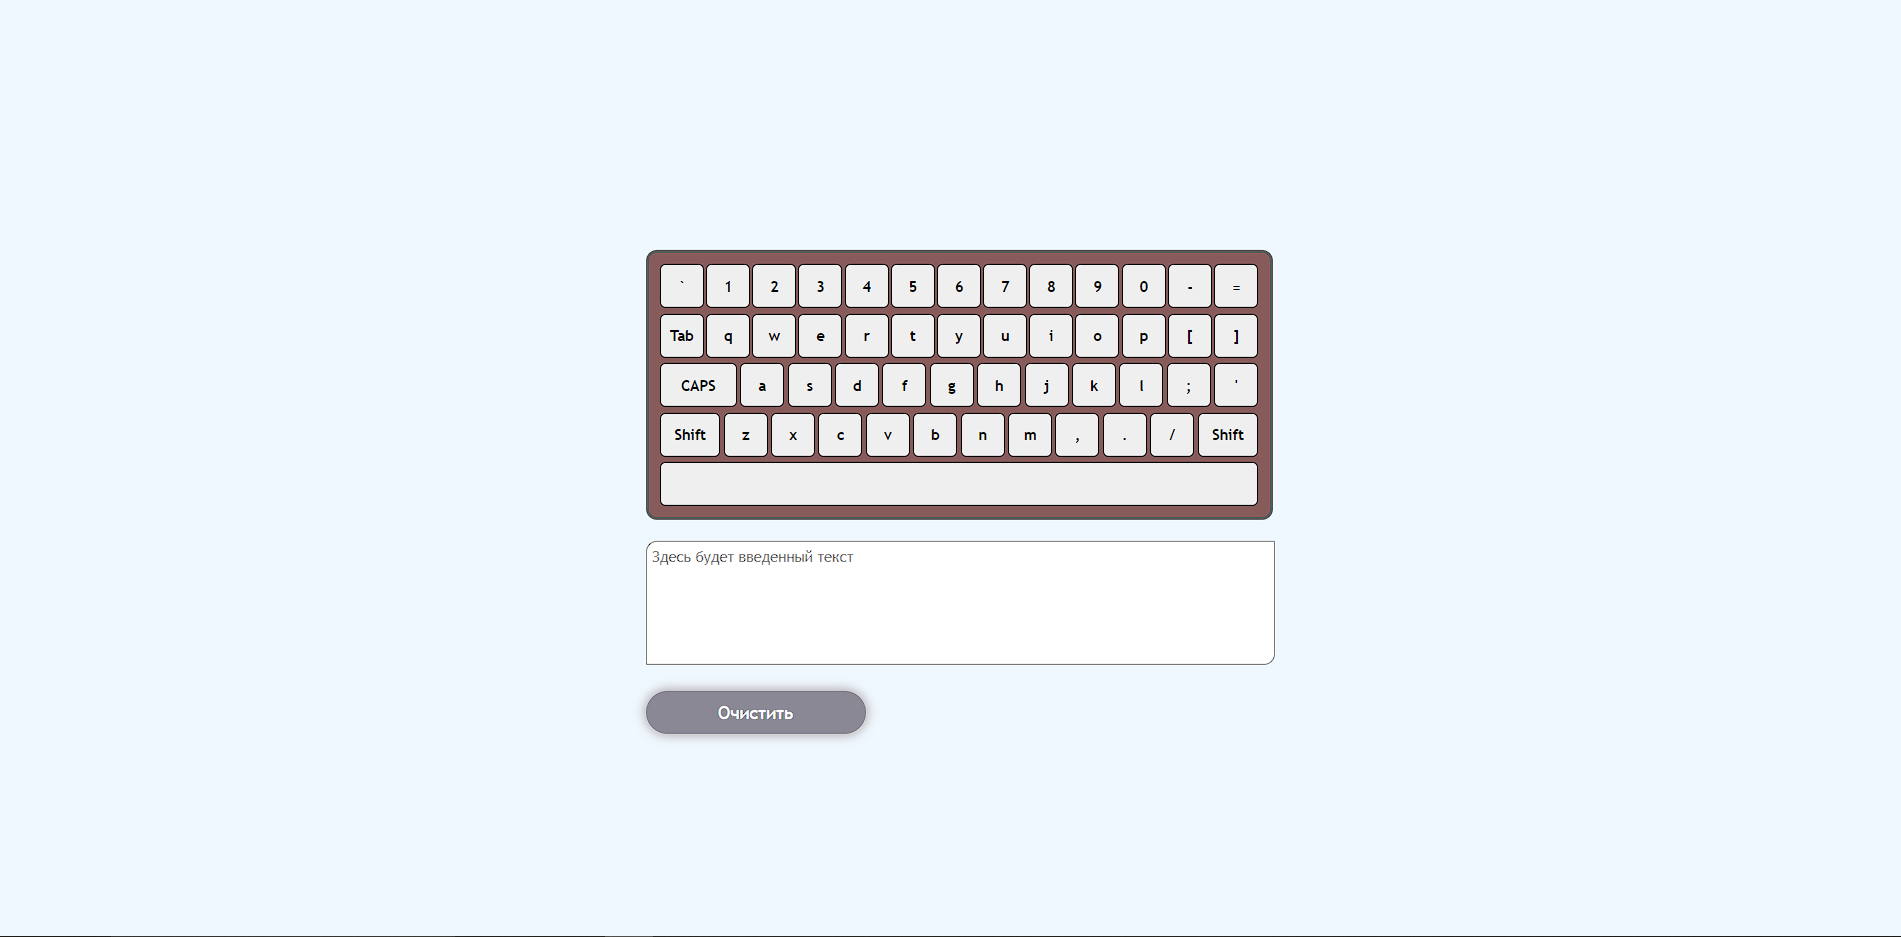 ` 1 2 3 4 5 6 7 8 9 0 - =
Tab q w e r t y u i o p [ ]
CAPS a s d f g h j k l ; '
Shift z x c v b n m , . / Shift
Здесь будет введенный текст
Очистить